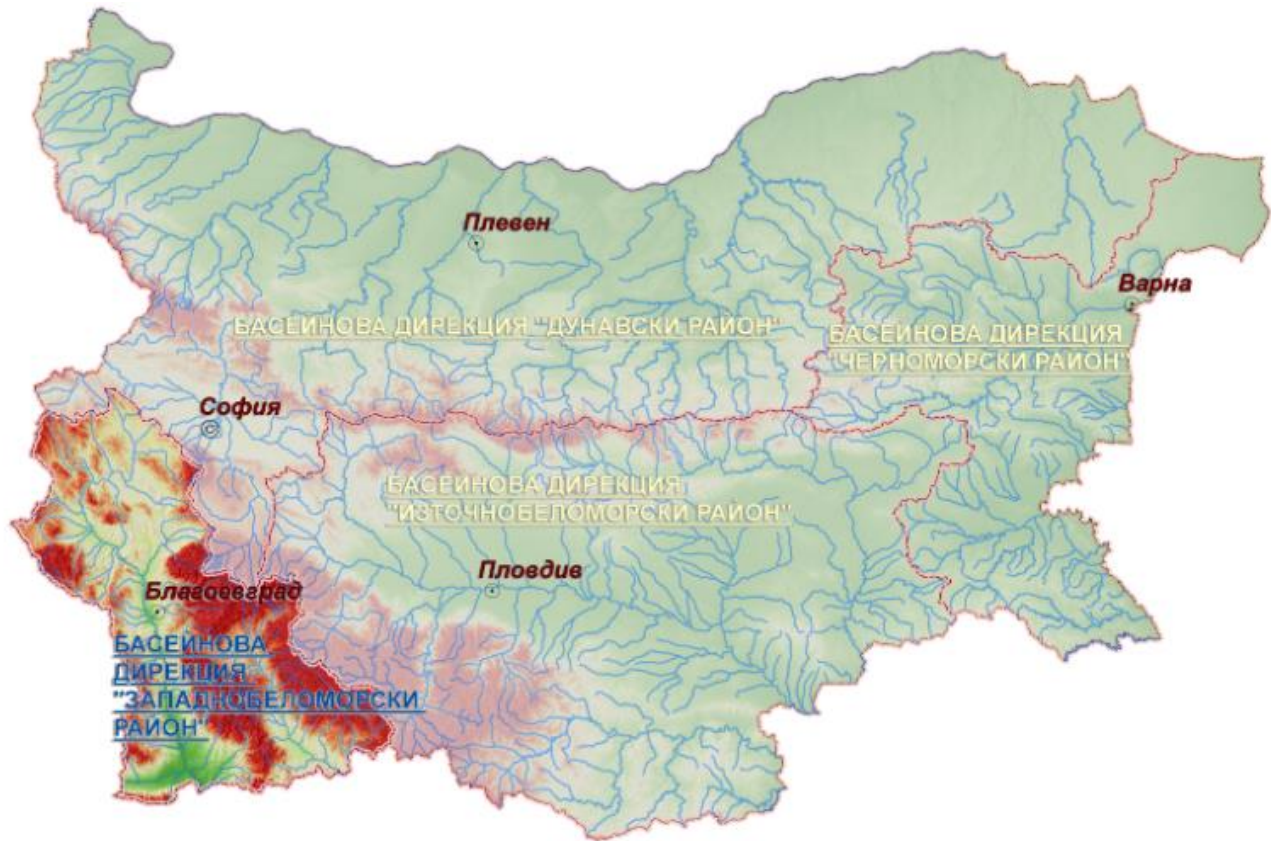 Плевен
Варна
БАСЕЙНОВА ДИРЕКЦИЯ "ДУНАВСКИ РАЙОН"
БАСЕЙНОВА ДИРЕКЦИЯ
"ЧЕРНОМОРСКИ РАЙОН"
София
БАСЕЙНОВА ДИРЕКЦИЯ
"ИЗТОЧНОБЕЛОМОРСКИ РАЙОН"
Пловдив
Благоевград
БАСЕЙНОВА
ДИРЕКЦИЯ
"ЗАПАДНОБЕЛОМОРСКИ
РАЙОН"